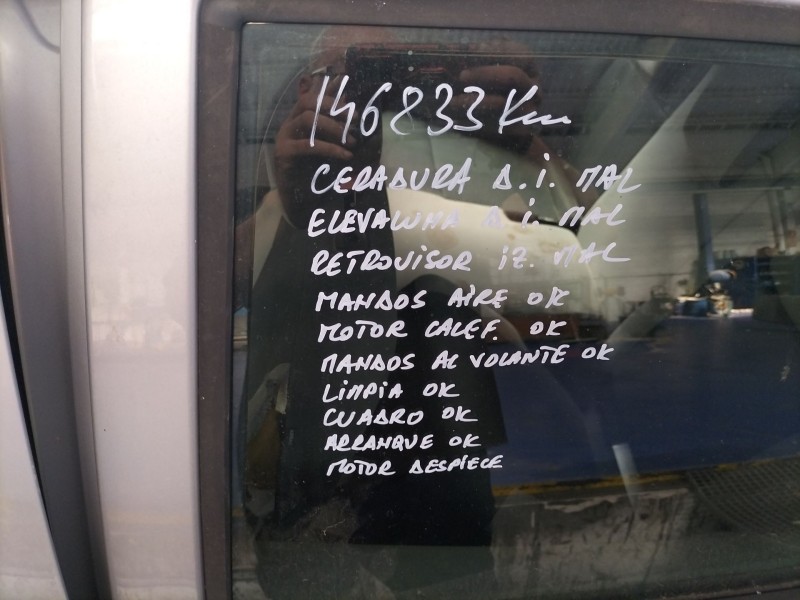 146833 Km
CERADURA D.I. MAL
ELEVALUNA D.I. MAL
RETROVISOR IZ. MAL
MANDOS AIRE OK
MOTOR CALEF. OK
MANDOS AL VOLANTE OK
LIMPIA OK
CUADRO OK
ARRANQUE OK
MOTOR DESPIECE